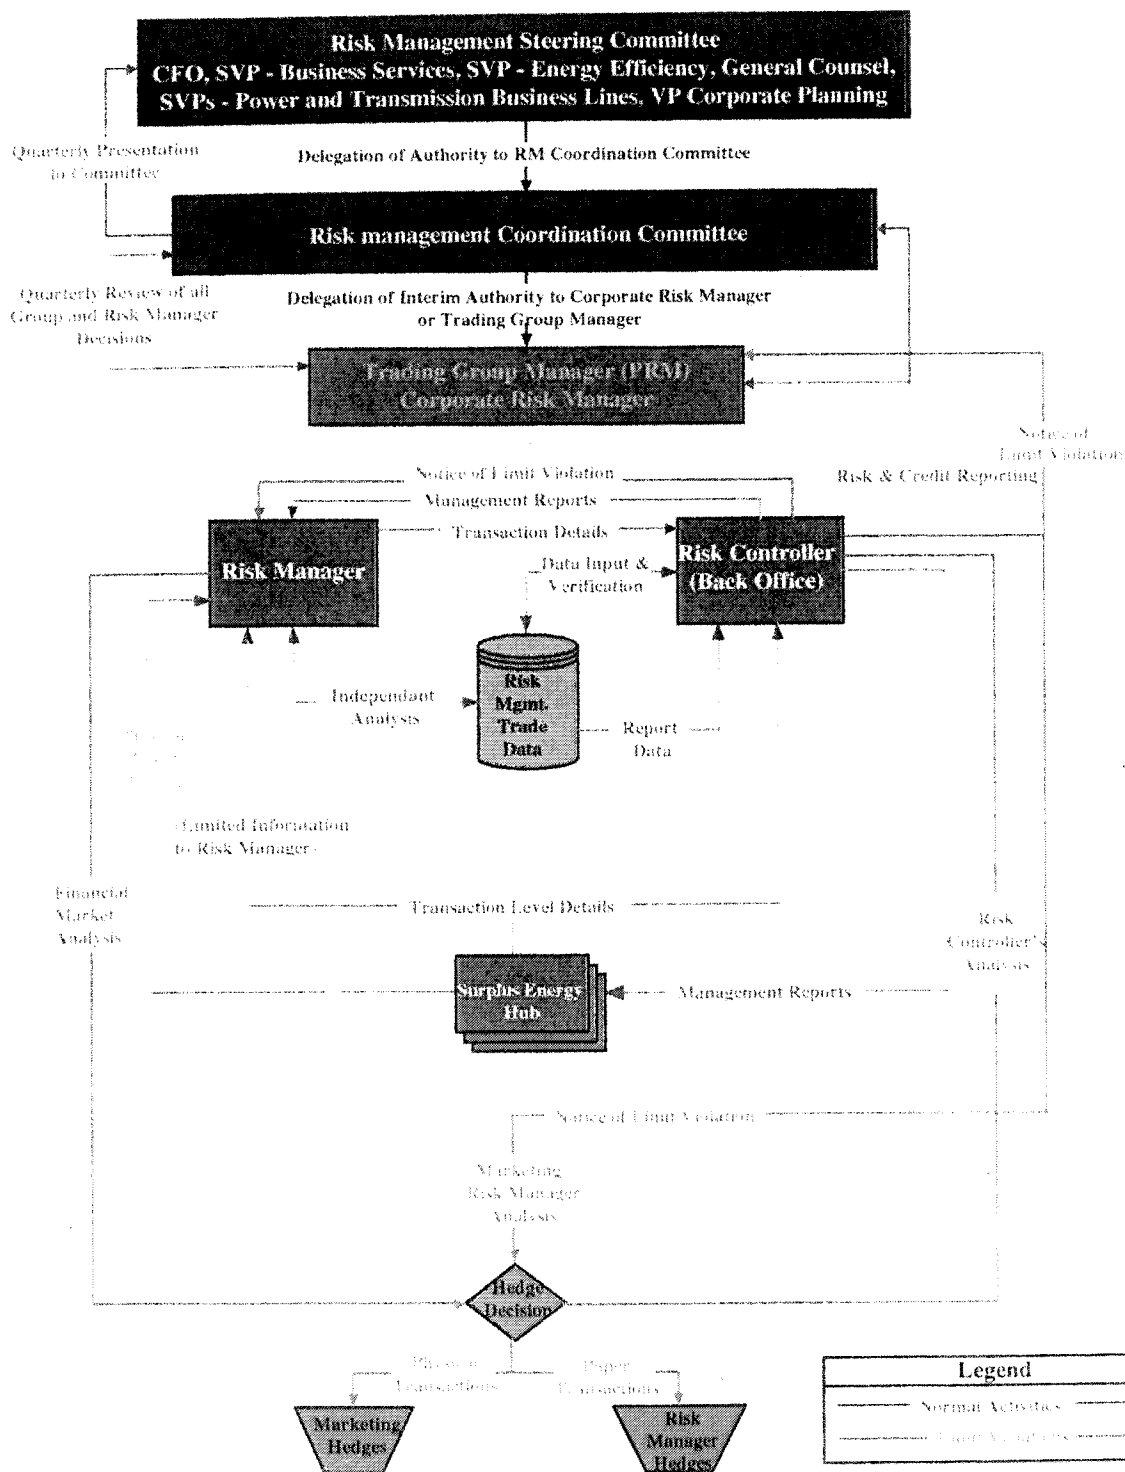 Risk Management Steering Committee
CFO, SVP - Business Services, SVP - Energy Efficiency, General Counsel,
SVPs - Power and Transmission Business Lines, VP Corporate Planning
Quarterly Presentation
to Committee
Delegation of Authority to RM Coordination Committee
Risk management Coordination Committee
Quarterly Review of all
Group and Risk Manager
Decisions
Delegation of Interim Authority to Corporate Risk Manager
or Trading Group Manager
Trading Group Manager (PRM)
Corporate Risk Manager
Notice of
Limit Violation
Risk & Credit Reporting
Notice of Limit Violation
Management Reports
Transaction Details
Risk Manager
Risk Controller
(Back Office)
Data Input &
Verification
Risk
Mgmt.
Trade
Data
Independant
Analysis
Report
Data
Limited Information
to Risk Manager
Financial
Market
Analysis
Transaction Level Details
Risk
Controller's
Analysis
Surplus Energy
Hub
Management Reports
Notice of Limit Violation
Marketing
Risk Manager
Analysis
Hedge
Decision
Physical
Transactions
Paper
Transactions
Marketing
Hedges
Risk
Manager
Hedges
Legend
Normal Activities